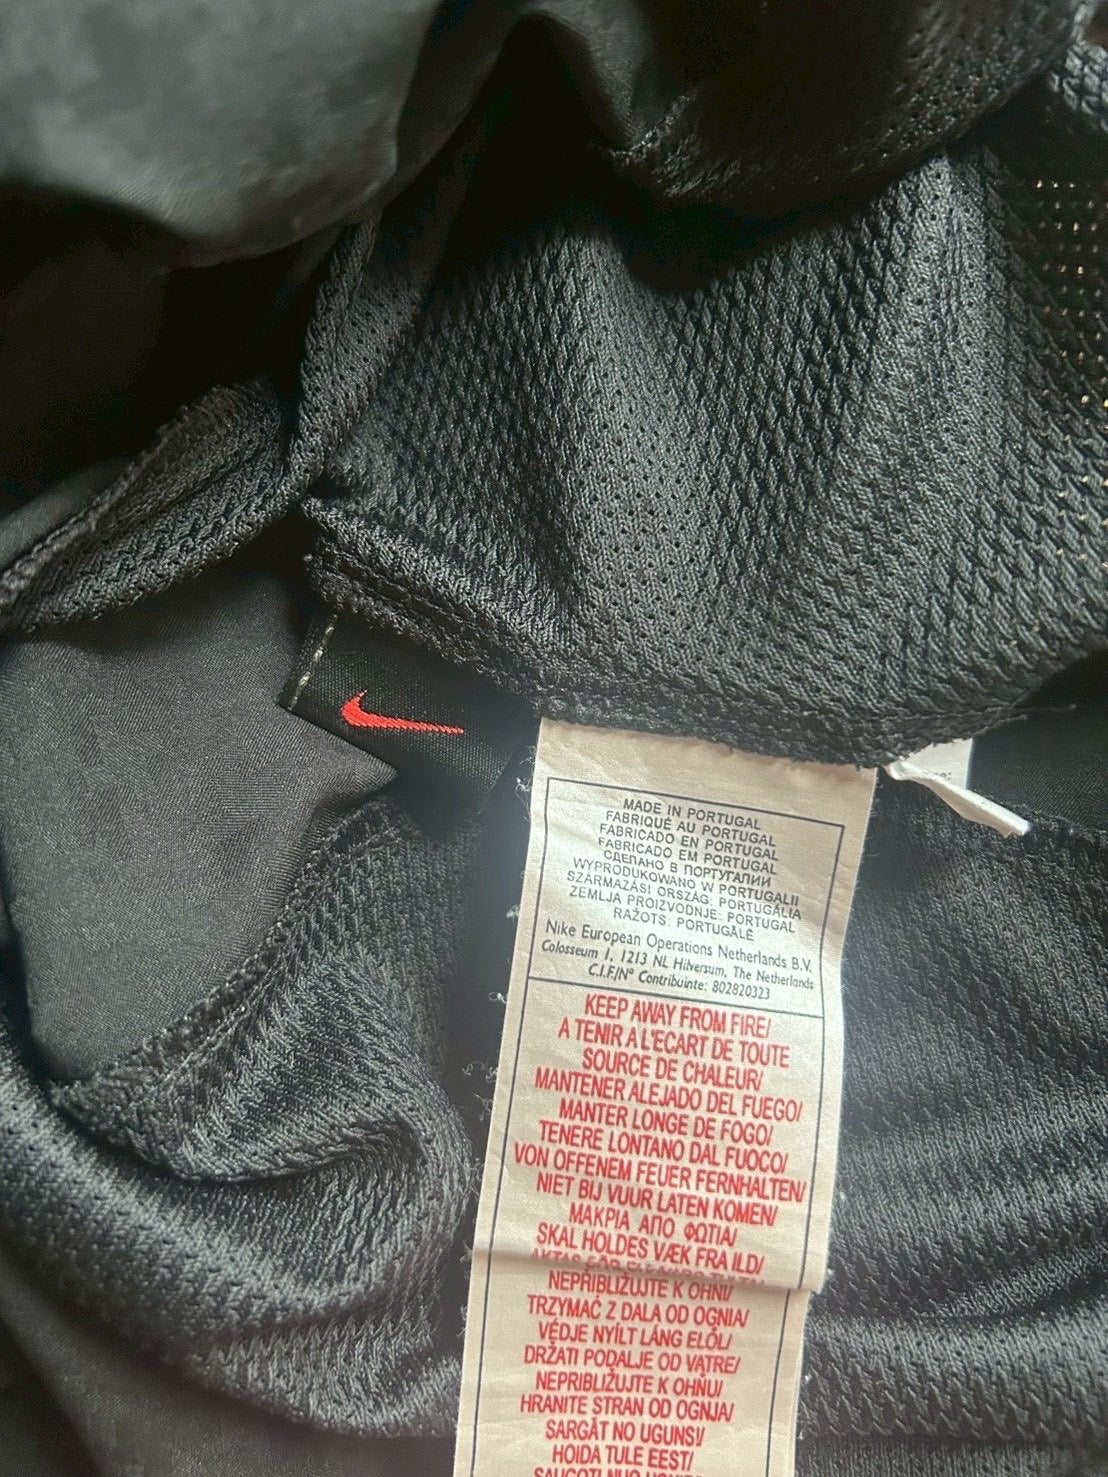 MADE IN PORTUGAL
FABRIQUÉ AU PORTUGAL
FABRICADO EN PORTUGAL
FABRICADO EM PORTUGAL
СДЕЛАНО В ПОРТУГАЛИИ
WYPRODUKOWANO W PORTUGALII
SZÁRMAZÁSI ORSZÁG: PORTUGÁLIA
ZEMLJA PROIZVODNJE: PORTUGAL
RAŽOTS: PORTUGĀLĒ
Nike European Operations Netherlands B.V.
Colosseum 1, 1213 NL Hilversum, The Netherlands
C.I.F./Nº Contribuinte: 802820323
KEEP AWAY FROM FIRE/
A TENIR A L'ECART DE TOUTE
SOURCE DE CHALEUR/
MANTENER ALEJADO DEL FUEGO/
MANTER LONGE DE FOGO/
TENERE LONTANO DAL FUOCO/
VON OFFENEM FEUER FERNHALTEN/
NIET BIJ VUUR LATEN KOMEN/
ΜΑΚΡΙΑ ΑΠΟ ΦΩΤΙΑ/
SKAL HOLDES VÆK FRA ILD/
NEPŘIBLIŽUJTE K OHNI/
TRZYMAĆ Z DALA OD OGNIA/
VÉDJE NYÍLT LÁNG ELŐL/
DRŽATI PODALJE OD VATRE/
NEPRIBLIŽUJTE K OHŇU/
HRANITE STRAN OD OGNJA/
SARGĀT NO UGUNS!/
HOIDA TULE EEST/
SAUGOTI NUO